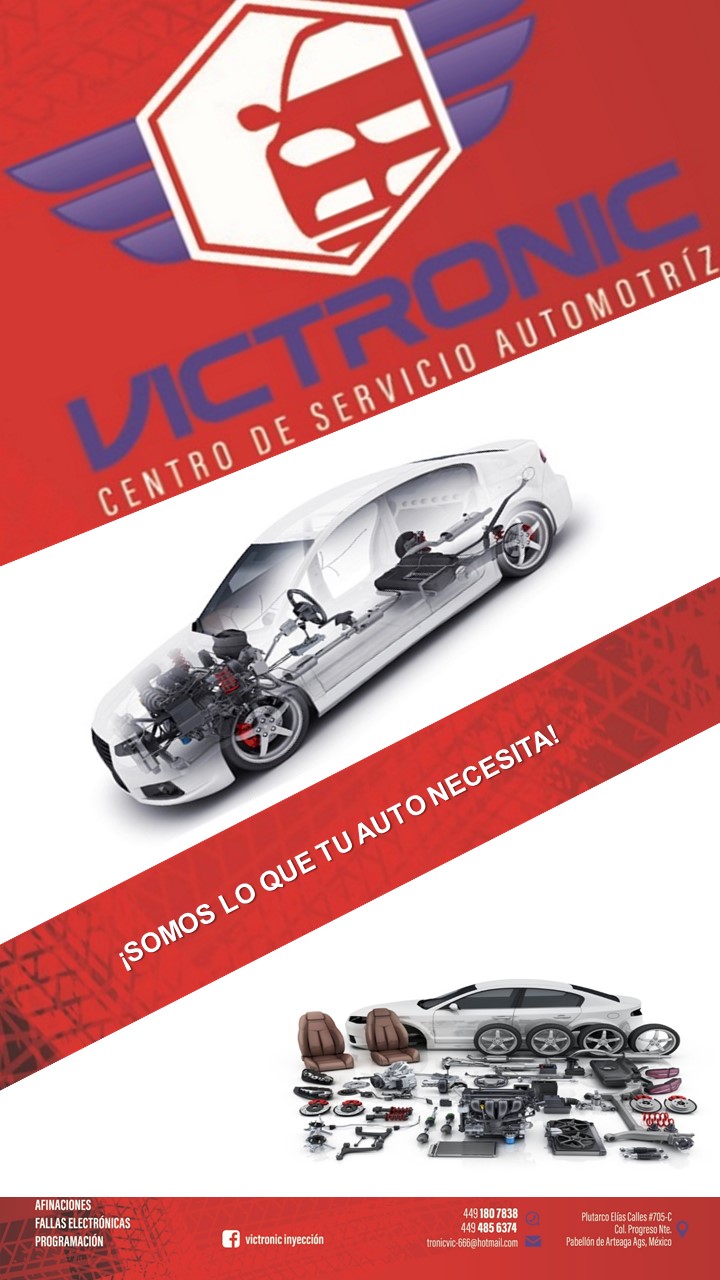 VICTRONIC
CENTRO DE SERVICIO AUTOMOTRÍZ
¡SOMOS LO QUE TU AUTO NECESITA!
AFINACIONES
FALLAS ELECTRÓNICAS
PROGRAMACIÓN
victronic inyección
449 180 7838
449 485 6374
tronicvic-666@hotmail.com
Plutarco Elías Calles #705-C
Col. Progreso Nte.
Pabellón de Arteaga Ags, México